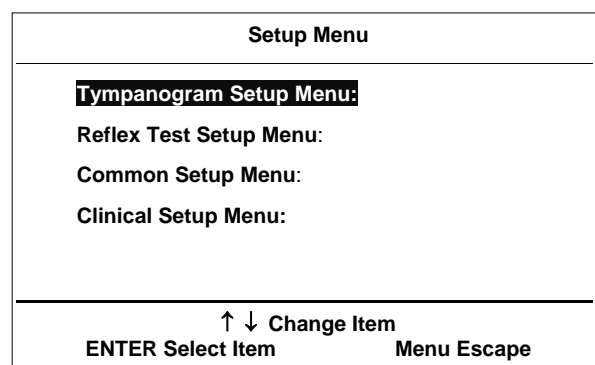 Setup Menu
Tympanogram Setup Menu:
Reflex Test Setup Menu:
Common Setup Menu:
Clinical Setup Menu:
↑ ↓ Change Item
ENTER Select Item Menu Escape